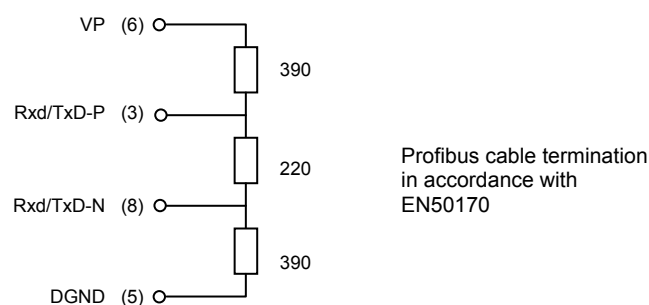 VP (6)
390
Rxd/TxD-P (3)
220
Profibus cable termination
in accordance with
EN50170
Rxd/TxD-N (8)
390
DGND (5)